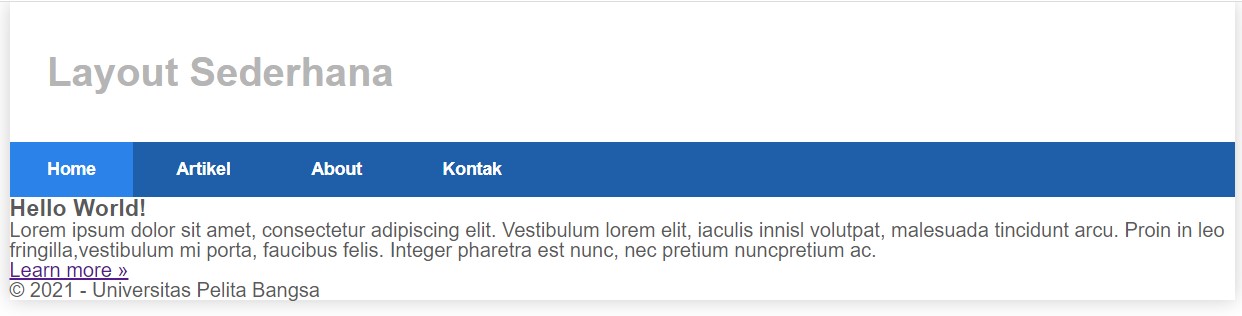 Layout Sederhana
Home Artikel About Kontak
Hello World!
Lorem ipsum dolor sit amet, consectetur adipiscing elit. Vestibulum lorem elit, iaculis innisl volutpat, malesuada tincidunt arcu. Proin in leo
fringilla,vestibulum mi porta, faucibus felis. Integer pharetra est nunc, nec pretium nuncpretium ac.
Learn more »
© 2021 - Universitas Pelita Bangsa